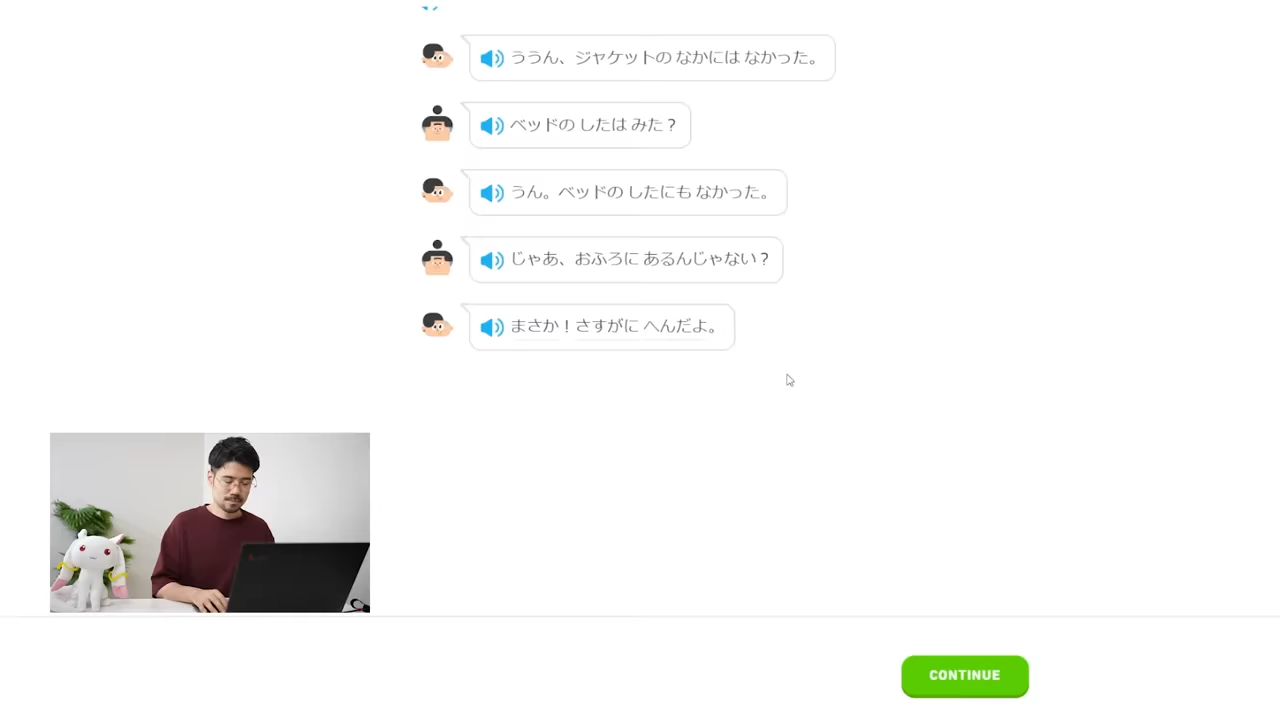 ううん、ジャケットの なかには なかった。
ベッドの したは みた？
うん。ベッドの したにも なかった。
じゃあ、おふろに あるんじゃない？
まさか！さすがに へんだよ。
CONTINUE